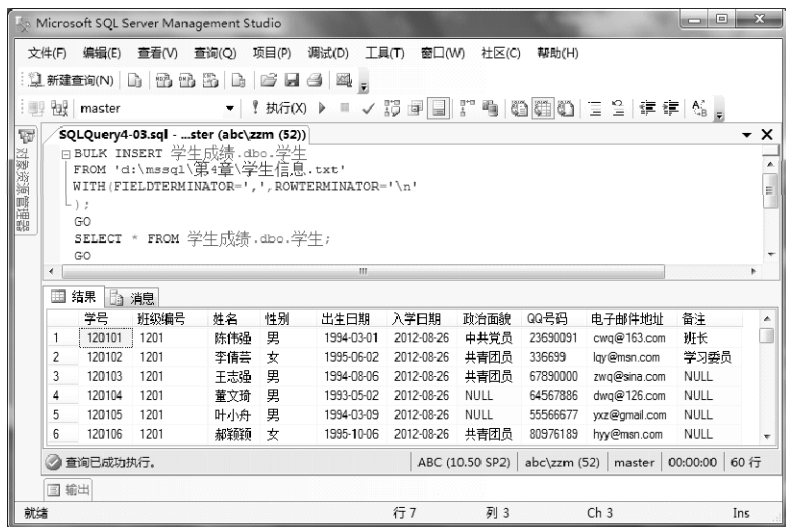 Microsoft SQL Server Management Studio
文件(F) 编辑(E) 查看(V) 查询(Q) 项目(P) 调试(D) 工具(T) 窗口(W) 社区(C) 帮助(H)
新建查询(N)
master 执行(X)
SQLQuery4-03.sql - ...ster (abc\zzm (52))
对象资源管理器
BULK INSERT 学生成绩.dbo.学生
FROM 'd:\mssql\第4章\学生信息.txt'
WITH(FIELDTERMINATOR=',',ROWTERMINATOR='\n'
);
GO
SELECT * FROM 学生成绩.dbo.学生;
GO
结果 消息
学号 班级编号 姓名 性别 出生日期 入学日期 政治面貌 QQ号码 电子邮件地址 备注
1 120101 1201 陈伟强 男 1994-03-01 2012-08-26 中共党员 23690091 cwq@163.com 班长
2 120102 1201 李倩芸 女 1995-06-02 2012-08-26 共青团员 336699 lqy@msn.com 学习委员
3 120103 1201 王志强 男 1994-08-06 2012-08-26 共青团员 67890000 zwq@sina.com NULL
4 120104 1201 董文琦 男 1993-05-02 2012-08-26 NULL 64567886 dwq@126.com NULL
5 120105 1201 叶小舟 男 1994-03-09 2012-08-26 NULL 55566677 yxz@gmail.com NULL
6 120106 1201 郝颖颖 女 1995-10-06 2012-08-26 共青团员 80976189 hyy@msn.com NULL
查询已成功执行。 ABC (10.50 SP2) abc\zzm (52) master 00:00:00 60 行
输出
就绪 行 7 列 3 Ch 3 Ins